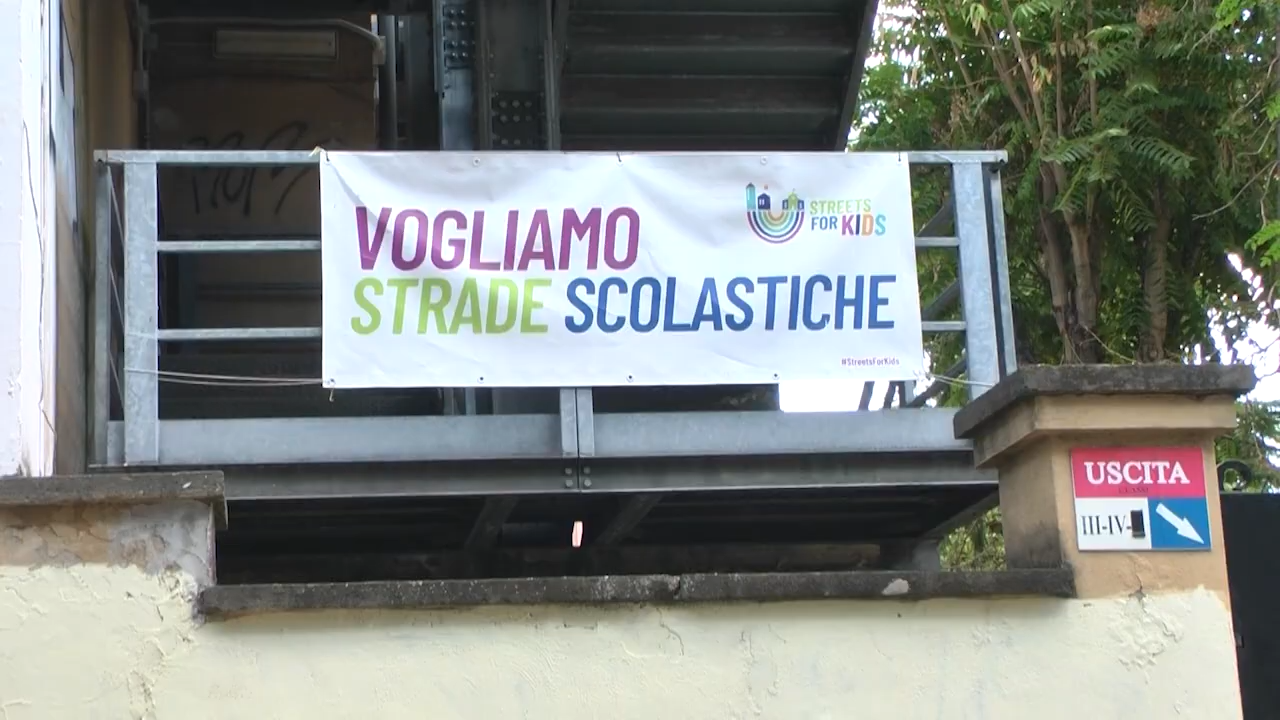 VOGLIAMO
STRADE SCOLASTICHE
STREETS
FOR KIDS
#StreetsForKids
USCITA
III-IV-